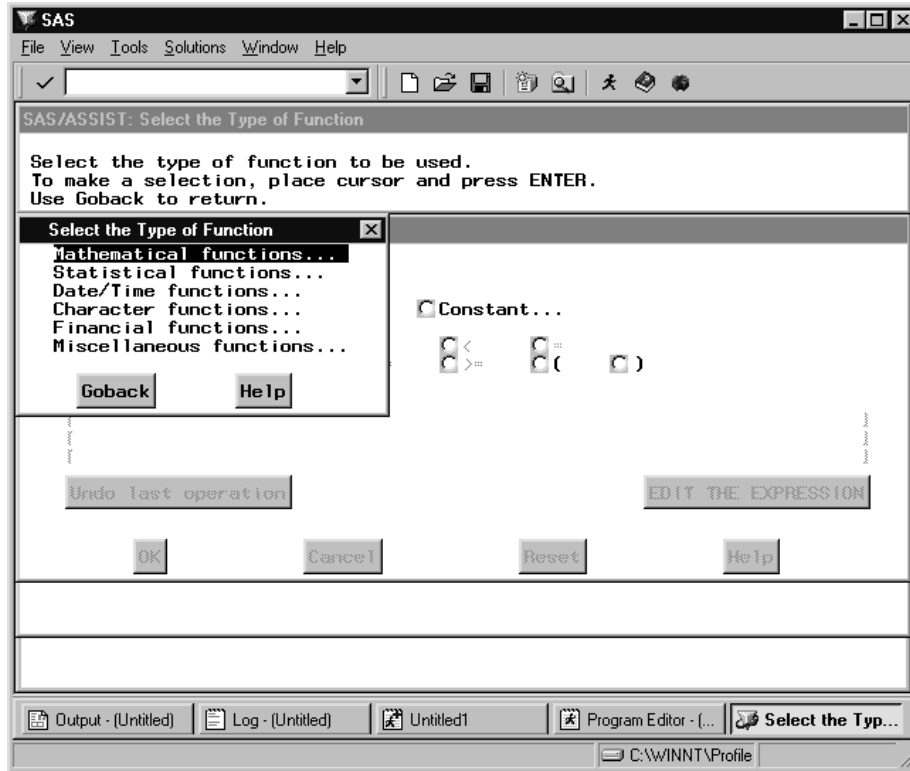 SAS
File View Tools Solutions Window Help
SAS/ASSIST: Select the Type of Function
Select the type of function to be used.
To make a selection, place cursor and press ENTER.
Use Goback to return.
Select the Type of Function
Mathematical functions...
Statistical functions...
Date/Time functions...
Character functions...
Financial functions...
Miscellaneous functions...
Goback Help
Constant...
< =
>= ( )
Undo last operation EDIT THE EXPRESSION
OK Cancel Reset Help
Output - (Untitled) Log - (Untitled) Untitled1 Program Editor - (... Select the Typ...
C:\WINNT\Profile